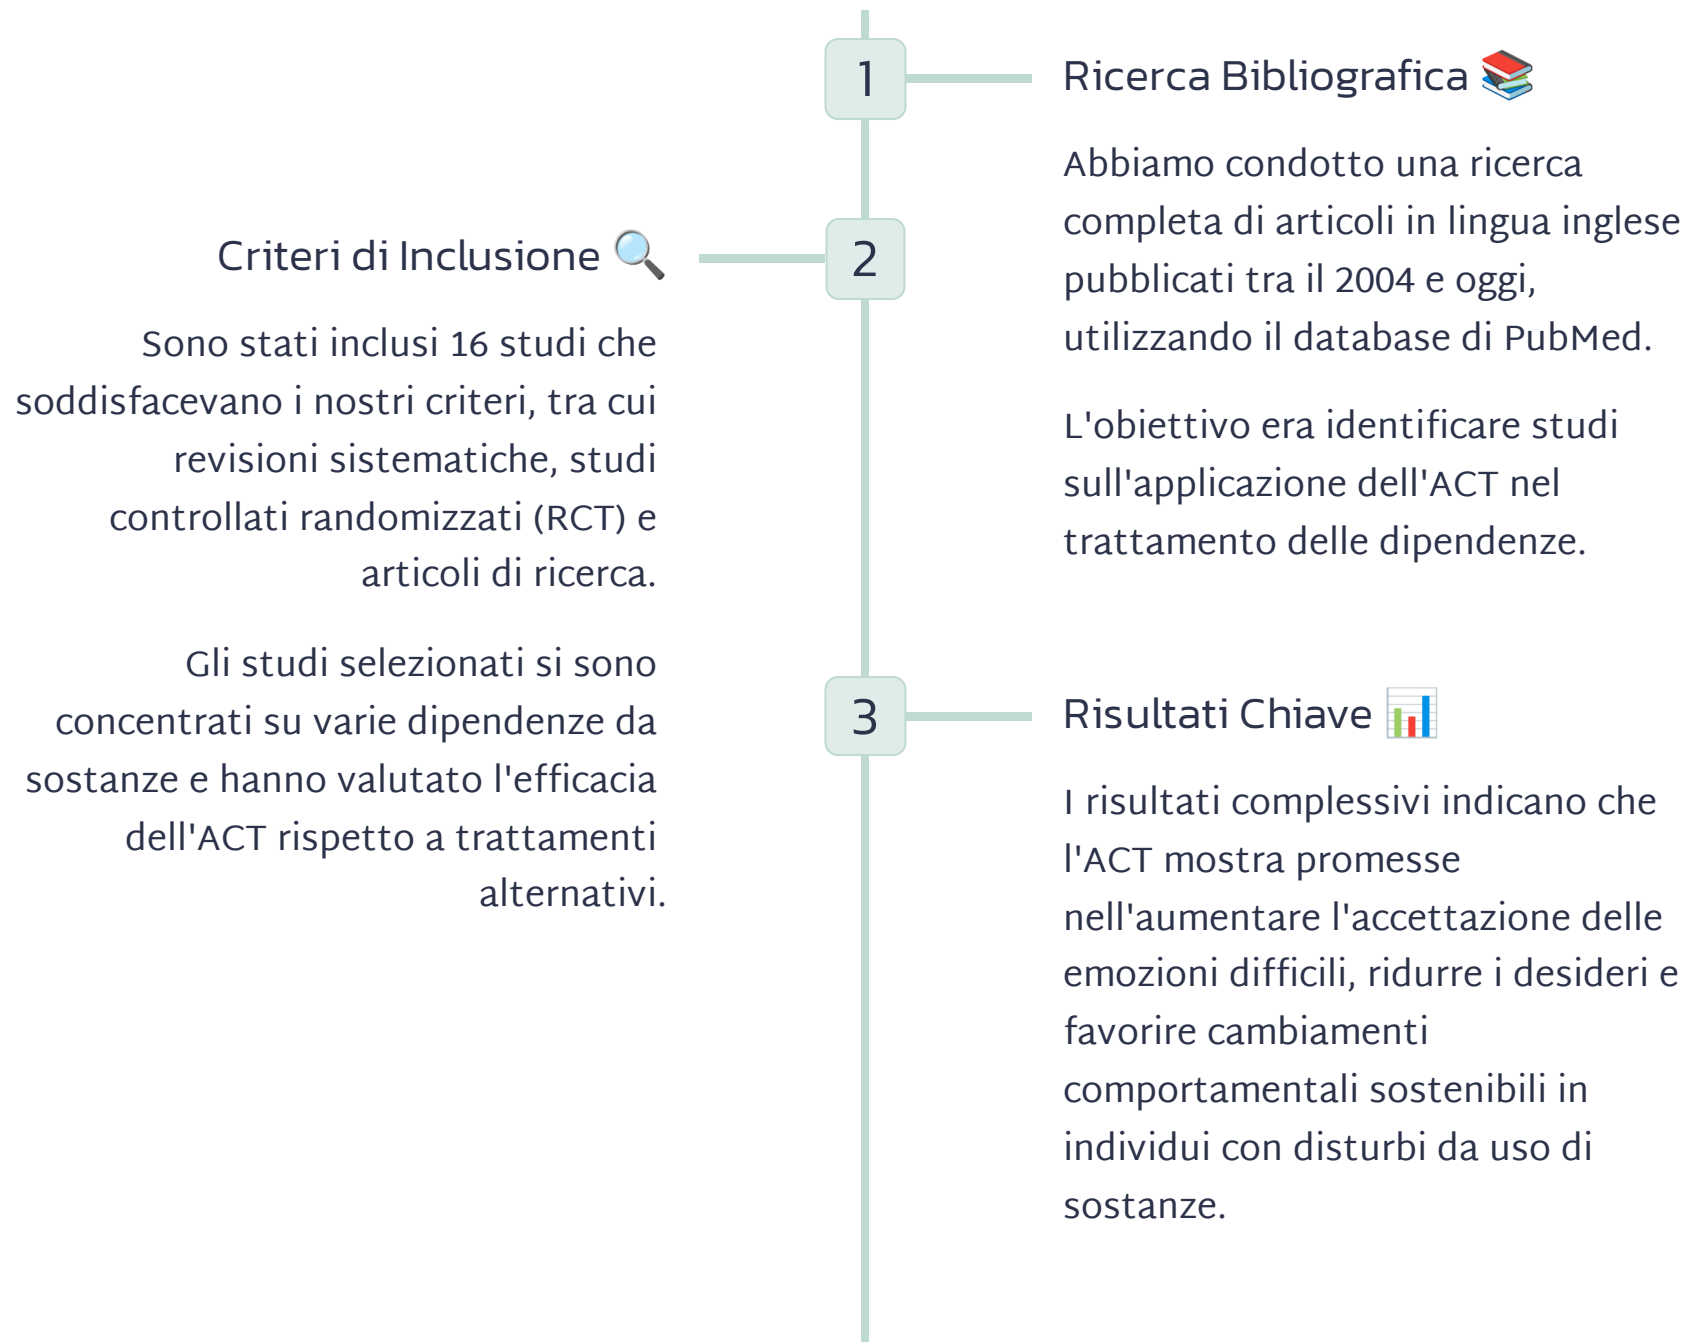 1
Ricerca Bibliografica 📚
Abbiamo condotto una ricerca
completa di articoli in lingua inglese
pubblicati tra il 2004 e oggi,
utilizzando il database di PubMed.
L'obiettivo era identificare studi
sull'applicazione dell'ACT nel
trattamento delle dipendenze.
2
Criteri di Inclusione 🔍
Sono stati inclusi 16 studi che
soddisfacevano i nostri criteri, tra cui
revisioni sistematiche, studi
controllati randomizzati (RCT) e
articoli di ricerca.
Gli studi selezionati si sono
concentrati su varie dipendenze da
sostanze e hanno valutato l'efficacia
dell'ACT rispetto a trattamenti
alternativi.
3
Risultati Chiave 📊
I risultati complessivi indicano che
l'ACT mostra promesse
nell'aumentare l'accettazione delle
emozioni difficili, ridurre i desideri e
favorire cambiamenti
comportamentali sostenibili in
individui con disturbi da uso di
sostanze.